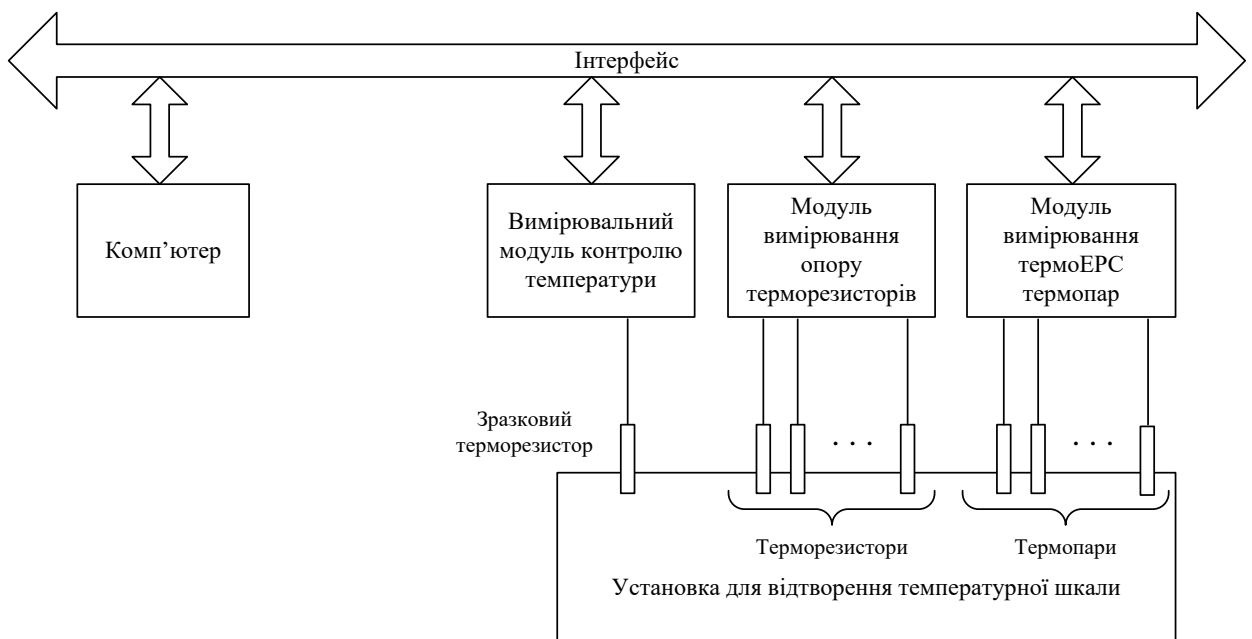 Інтерфейс
Комп’ютер
Вимірювальний
модуль контролю
температури
Модуль
вимірювання
опору
терморезисторів
Модуль
вимірювання
термоЕРС
термопар
Зразковий
терморезистор
. . .
. . .
Терморезистори
Термопари
Установка для відтворення температурної шкали